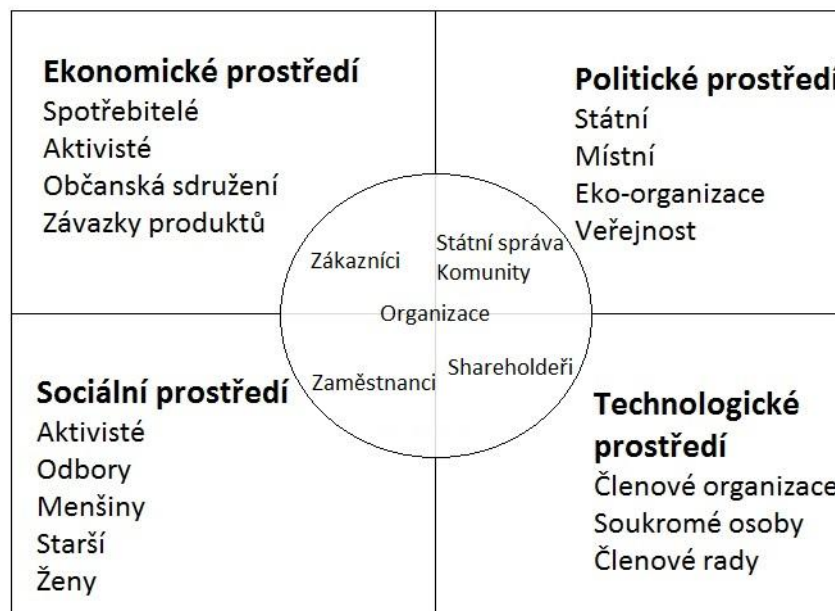 Ekonomické prostředí
Spotřebitelé
Aktivisté
Občanská sdružení
Závazky produktů
Politické prostředí
Státní
Místní
Eko-organizace
Veřejnost
Zákazníci
Státní správa
Komunity
Organizace
Zaměstnanci
Shareholdeři
Sociální prostředí
Aktivisté
Odbory
Menšiny
Starší
Ženy
Technologické
prostředí
Členové organizace
Soukromé osoby
Členové rady